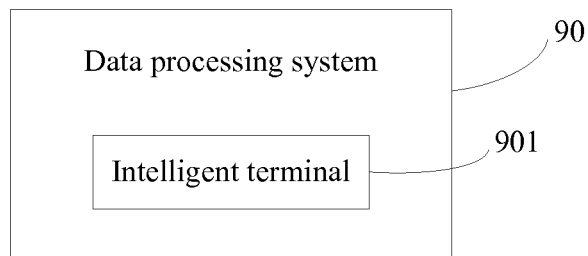 90
Data processing system
901
Intelligent terminal